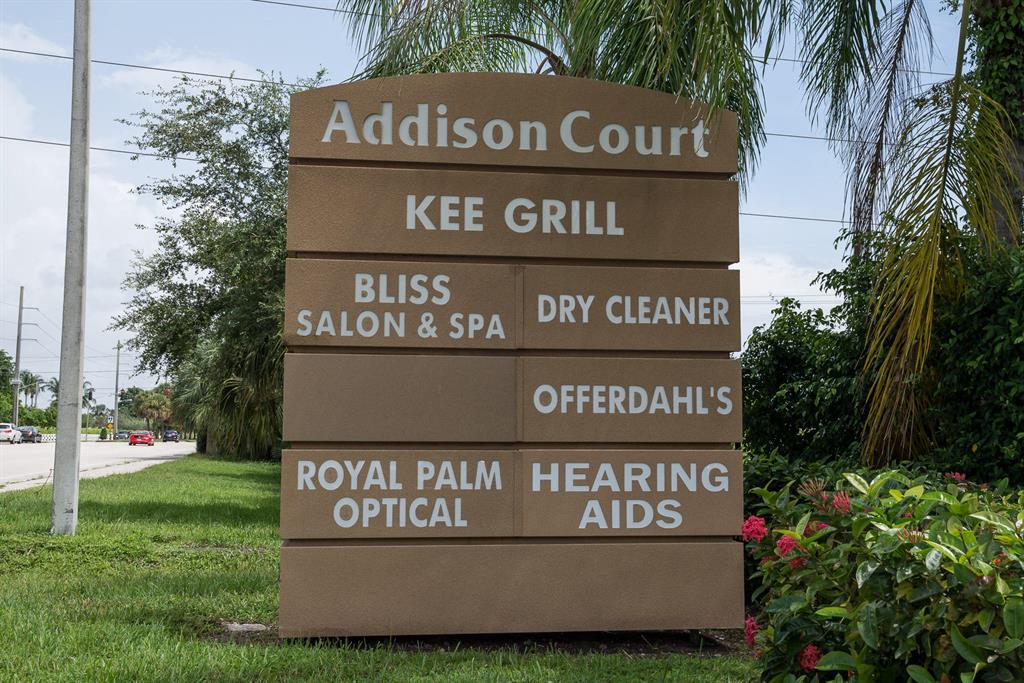 Addison Court
KEE GRILL
BLISS
SALON & SPA
DRY CLEANER
OFFERDAHL'S
ROYAL PALM
OPTICAL
HEARING
AIDS